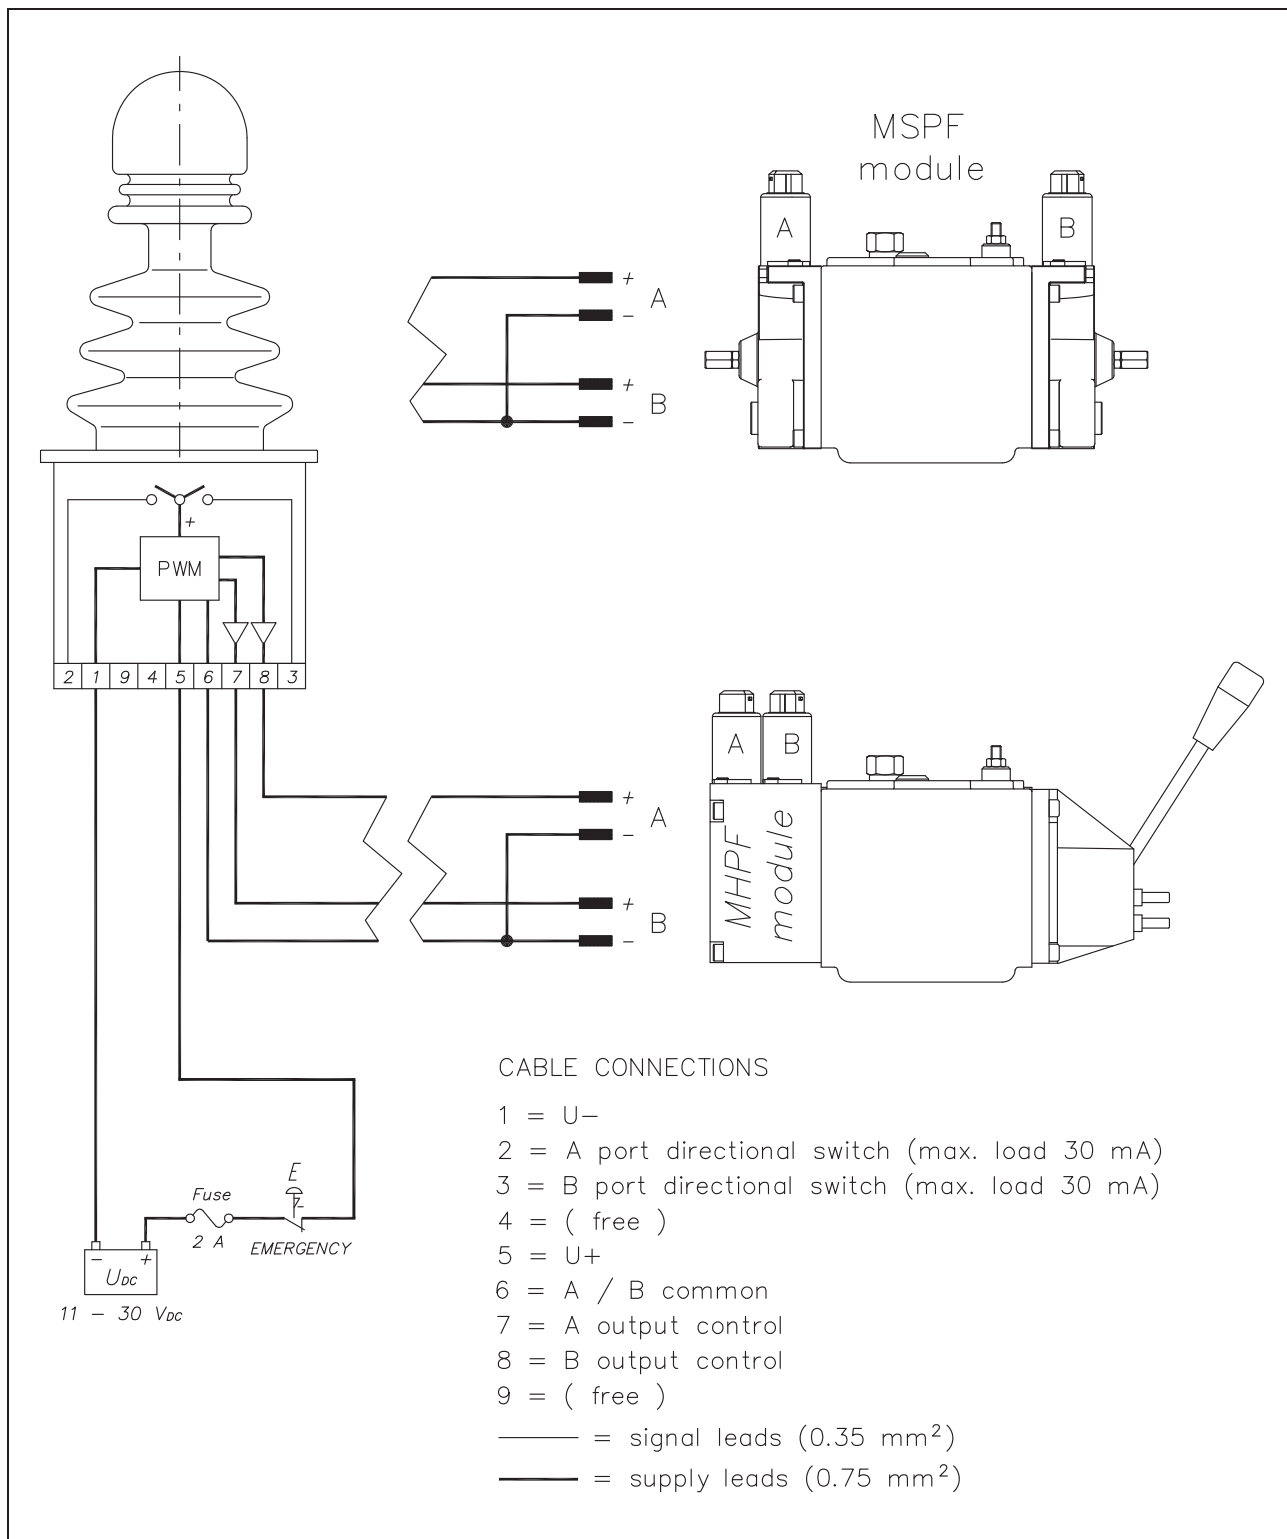 MSPF
module
A
B
+
A
-
+
B
-
+
PWM
2 1 9 4 5 6 7 8 3
A B
MHPF
module
+
A
-
+
B
-
CABLE CONNECTIONS
1 = U-
2 = A port directional switch (max. load 30 mA)
3 = B port directional switch (max. load 30 mA)
4 = ( free )
5 = U+
6 = A / B common
7 = A output control
8 = B output control
9 = ( free )
= signal leads (0.35 mm²)
= supply leads (0.75 mm²)
E
Fuse
2 A
EMERGENCY
- +
UDC
11 - 30 VDC